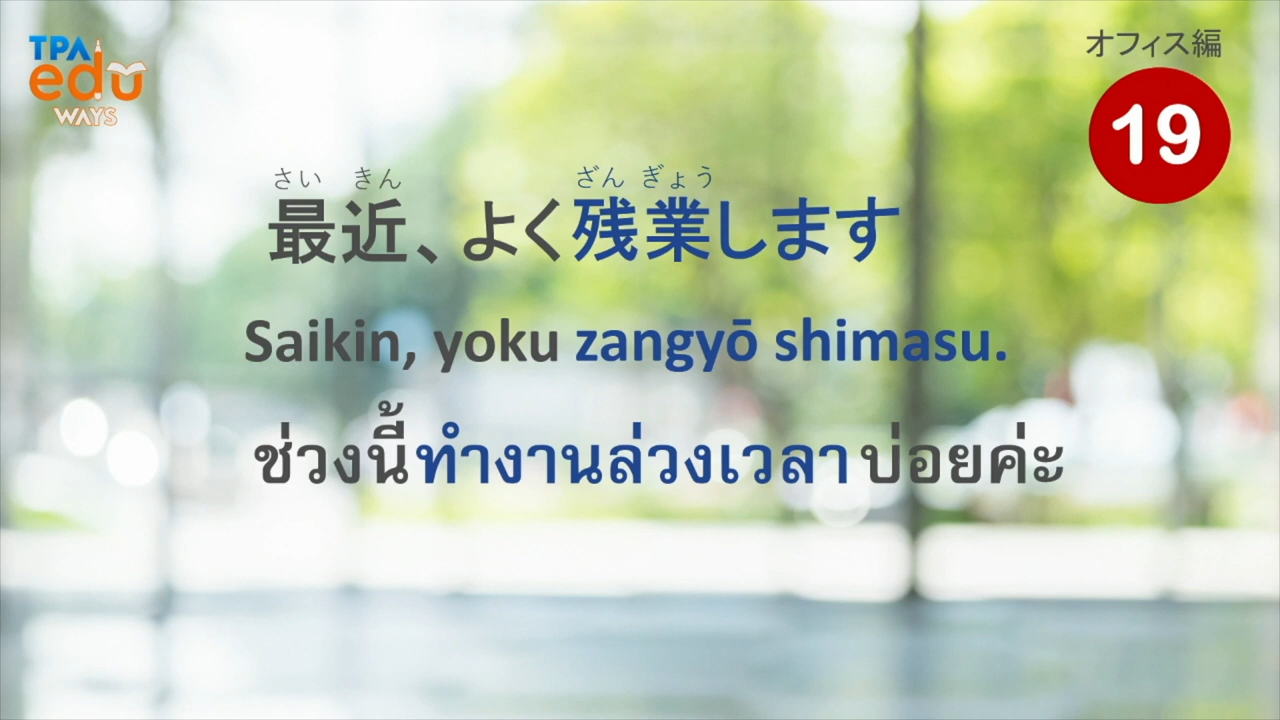 TPA
edu
WAYS
オフィス編
19
さい きん ざん ぎょう
最近、よく残業します
Saikin, yoku zangyō shimasu.
ช่วงนี้ทำงานล่วงเวลาบ่อยค่ะ